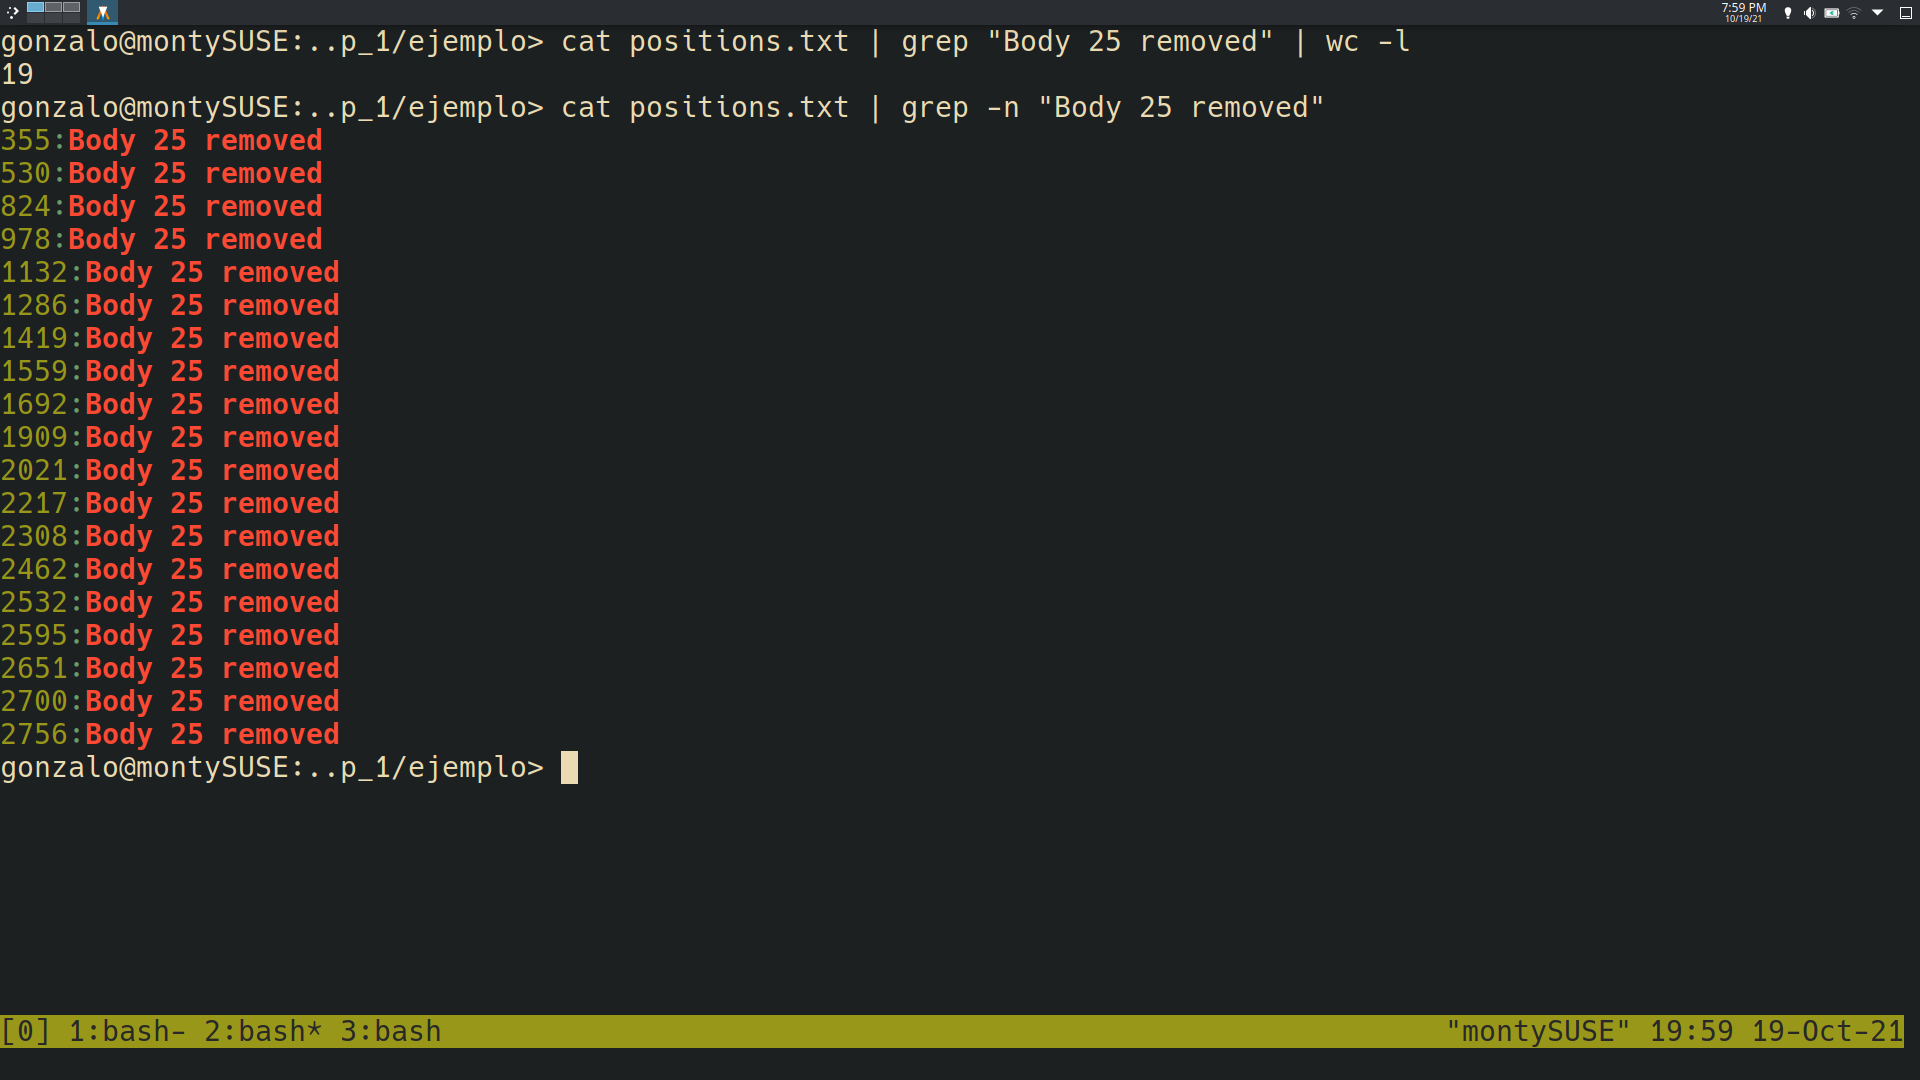 7:59 PM
10/19/21
gonzalo@montySUSE:..p_1/ejemplo> cat positions.txt | grep "Body 25 removed" | wc -l
19
gonzalo@montySUSE:..p_1/ejemplo> cat positions.txt | grep -n "Body 25 removed"
355:Body 25 removed
530:Body 25 removed
824:Body 25 removed
978:Body 25 removed
1132:Body 25 removed
1286:Body 25 removed
1419:Body 25 removed
1559:Body 25 removed
1692:Body 25 removed
1909:Body 25 removed
2021:Body 25 removed
2217:Body 25 removed
2308:Body 25 removed
2462:Body 25 removed
2532:Body 25 removed
2595:Body 25 removed
2651:Body 25 removed
2700:Body 25 removed
2756:Body 25 removed
gonzalo@montySUSE:..p_1/ejemplo>
[0] 1:bash- 2:bash* 3:bash "montySUSE" 19:59 19-Oct-21